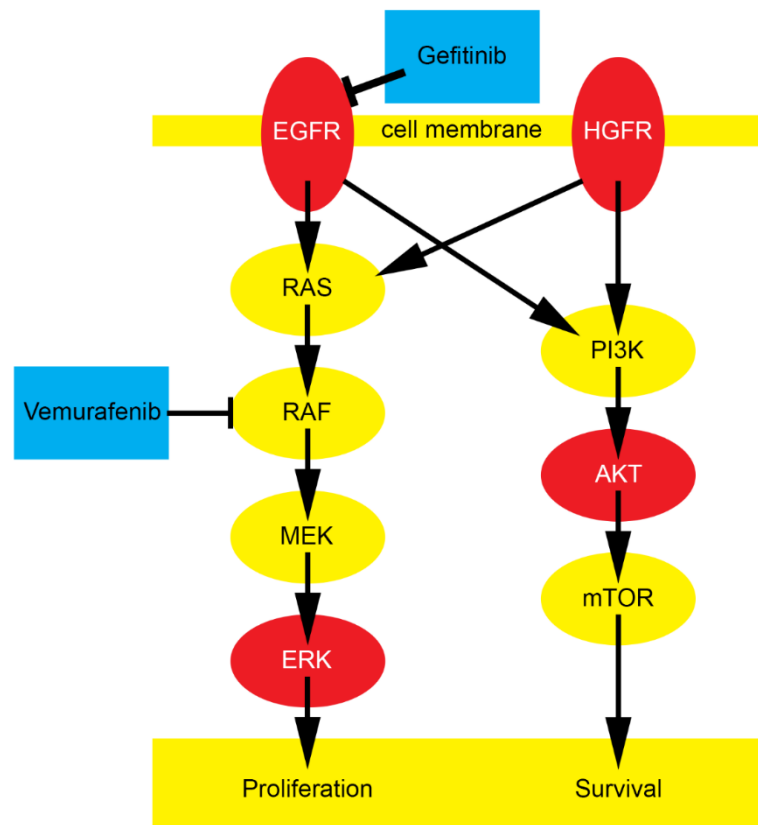 Gefitinib
EGFR
cell membrane
HGFR
RAS
PI3K
Vemurafenib
RAF
AKT
MEK
mTOR
ERK
Proliferation
Survival